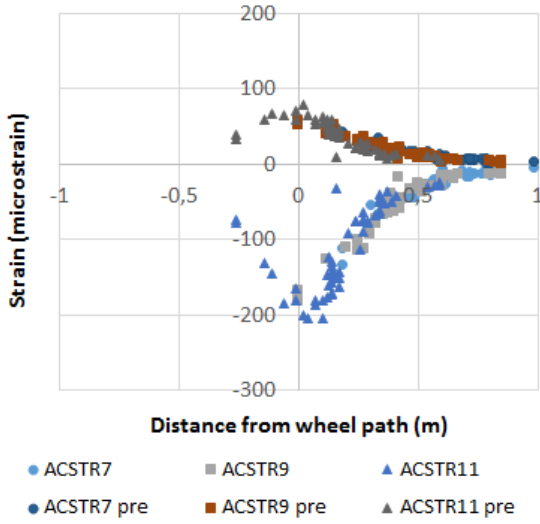 200
100
0
-1
-0,5
0
0,5
1
-100
-200
-300
Strain (microstrain)
Distance from wheel path (m)
ACSTR7 ACSTR9 ACSTR11
ACSTR7 pre ACSTR9 pre ACSTR11 pre